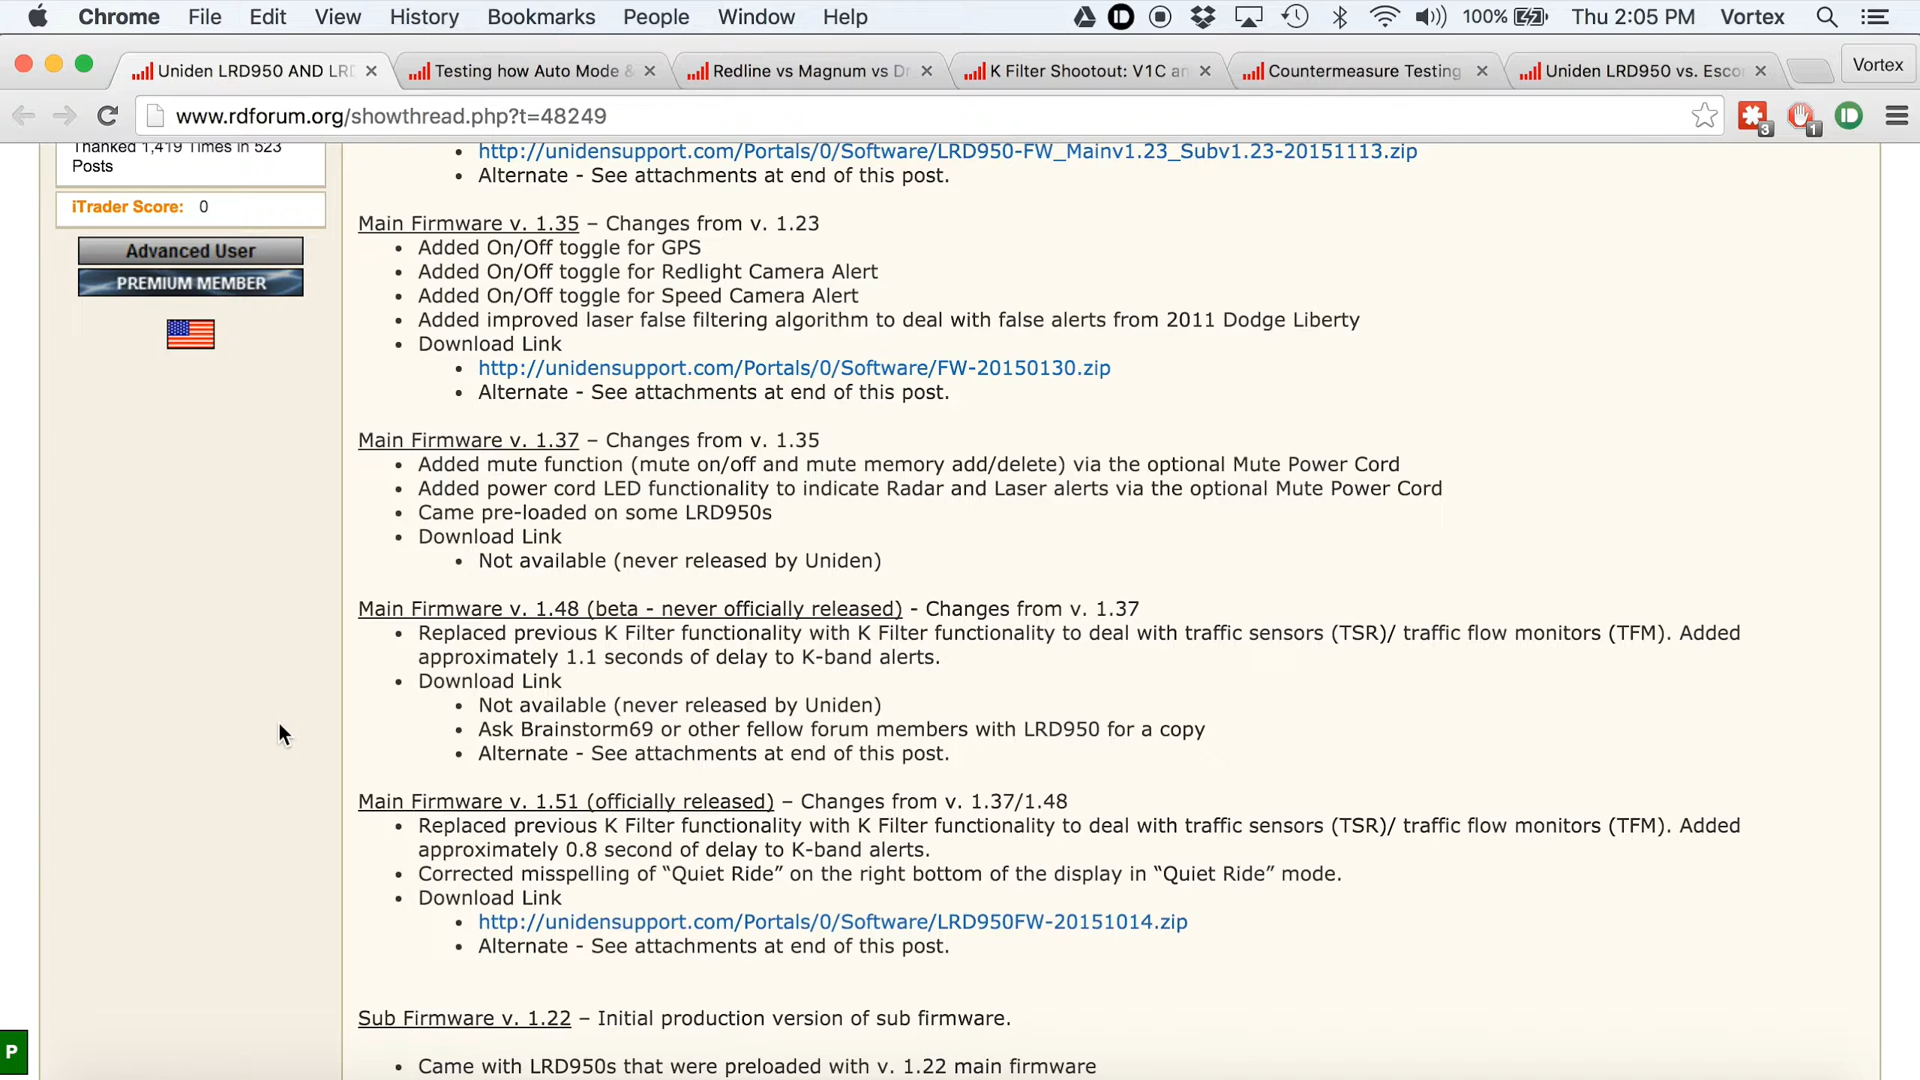 Chrome File Edit View History Bookmarks People Window Help 100% Thu 2:05 PM Vortex
Uniden LRD950 AND LRD Testing how Auto Mode & Redline vs Magnum vs Dr K Filter Shootout: V1C an Countermeasure Testing Uniden LRD950 vs. Esco Vortex
www.rdforum.org/showthread.php?t=48249 3 1
Thanked 1,419 Times in 523
Posts
iTrader Score: 0
Advanced User
PREMIUM MEMBER
• http://unidensupport.com/Portals/0/Software/LRD950-FW_Mainv1.23_Subv1.23-20151113.zip
• Alternate - See attachments at end of this post.
Main Firmware v. 1.35 – Changes from v. 1.23
• Added On/Off toggle for GPS
• Added On/Off toggle for Redlight Camera Alert
• Added On/Off toggle for Speed Camera Alert
• Added improved laser false filtering algorithm to deal with false alerts from 2011 Dodge Liberty
• Download Link
• http://unidensupport.com/Portals/0/Software/FW-20150130.zip
• Alternate - See attachments at end of this post.
Main Firmware v. 1.37 – Changes from v. 1.35
• Added mute function (mute on/off and mute memory add/delete) via the optional Mute Power Cord
• Added power cord LED functionality to indicate Radar and Laser alerts via the optional Mute Power Cord
• Came pre-loaded on some LRD950s
• Download Link
• Not available (never released by Uniden)
Main Firmware v. 1.48 (beta - never officially released) - Changes from v. 1.37
• Replaced previous K Filter functionality with K Filter functionality to deal with traffic sensors (TSR)/ traffic flow monitors (TFM). Added
approximately 1.1 seconds of delay to K-band alerts.
• Download Link
• Not available (never released by Uniden)
• Ask Brainstorm69 or other fellow forum members with LRD950 for a copy
• Alternate - See attachments at end of this post.
Main Firmware v. 1.51 (officially released) – Changes from v. 1.37/1.48
• Replaced previous K Filter functionality with K Filter functionality to deal with traffic sensors (TSR)/ traffic flow monitors (TFM). Added
approximately 0.8 second of delay to K-band alerts.
• Corrected misspelling of “Quiet Ride” on the right bottom of the display in “Quiet Ride” mode.
• Download Link
• http://unidensupport.com/Portals/0/Software/LRD950FW-20151014.zip
• Alternate - See attachments at end of this post.
Sub Firmware v. 1.22 – Initial production version of sub firmware.
• Came with LRD950s that were preloaded with v. 1.22 main firmware
P